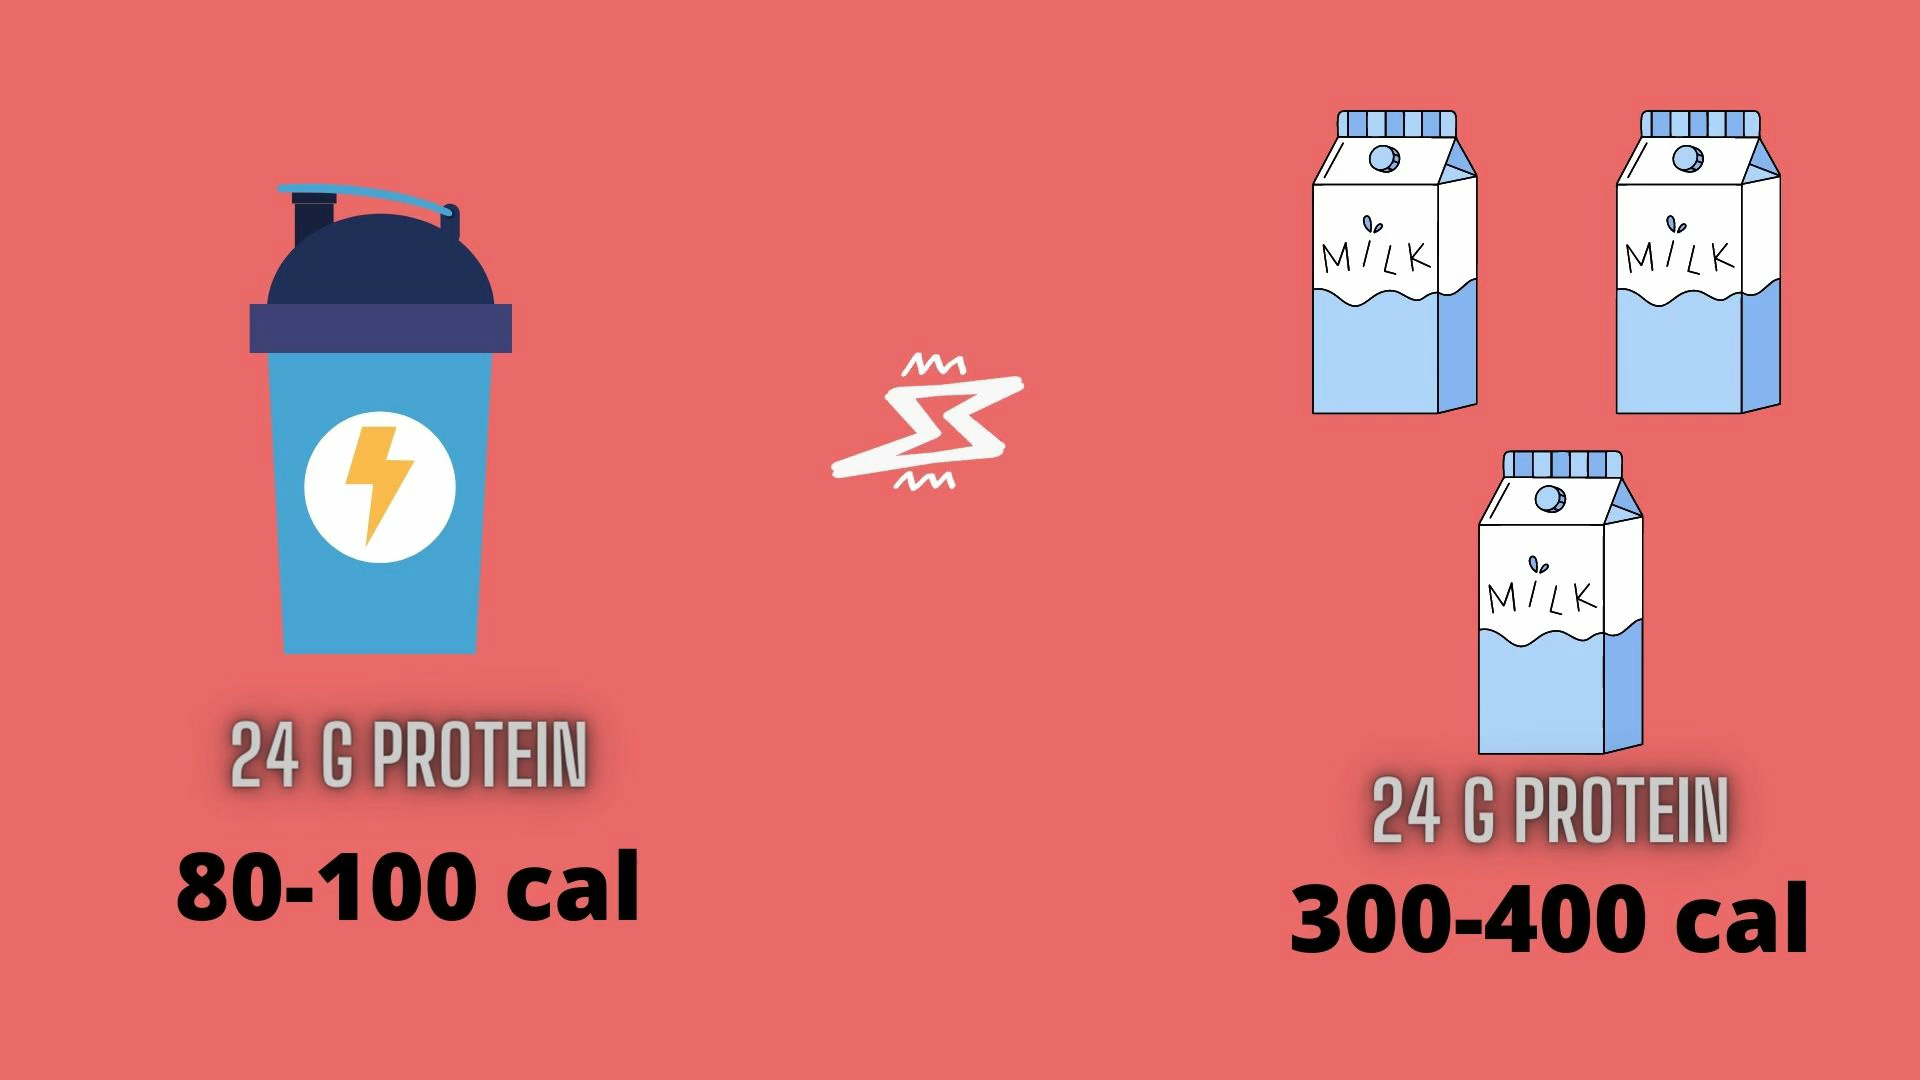 24 G PROTEIN
80-100 cal
MILK
MILK
MILK
24 G PROTEIN
300-400 cal